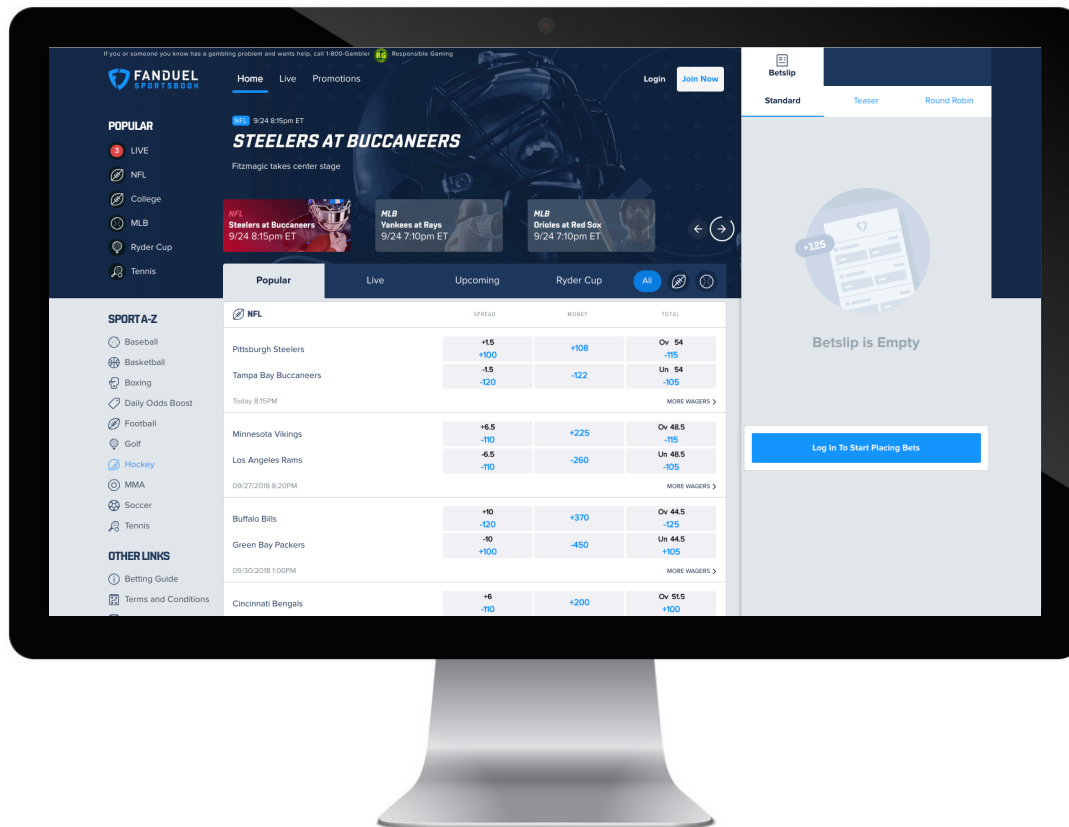 If you or someone you know has a gambling problem and wants help, call 1-800-Gambler RG Responsible Gaming
FANDUEL
SPORTSBOOK
Home Live Promotions
Login Join Now
POPULAR
3 LIVE
NFL
College
MLB
Ryder Cup
Tennis
NFL 9/24 8:15pm ET
STEELERS AT BUCCANEERS
Fitzmagic takes center stage
NFL
Steelers at Buccaneers
9/24 8:15pm ET
MLB
Yankees at Rays
9/24 7:10pm ET
MLB
Orioles at Red Sox
9/24 7:10pm ET
Popular Live Upcoming Ryder Cup All
SPORT A-Z
Baseball
Basketball
Boxing
Daily Odds Boost
Football
Golf
Hockey
MMA
Soccer
Tennis
OTHER LINKS
Betting Guide
Terms and Conditions
NFL SPREAD MONEY TOTAL
Pittsburgh Steelers +1.5 +100 +108 Ov 54 -115
Tampa Bay Buccaneers -1.5 -120 -122 Un 54 -105
Today 8:15PM MORE WAGERS
Minnesota Vikings +6.5 -110 +225 Ov 48.5 -115
Los Angeles Rams -6.5 -110 -260 Un 48.5 -105
09/27/2018 8:20PM MORE WAGERS
Buffalo Bills +10 -120 +370 Ov 44.5 -125
Green Bay Packers -10 +100 -450 Un 44.5 +105
09/30/2018 1:00PM MORE WAGERS
Cincinnati Bengals +6 -110 +200 Ov 51.5 +100
Betslip
Standard Teaser Round Robin
+125
Betslip is Empty
Log In To Start Placing Bets